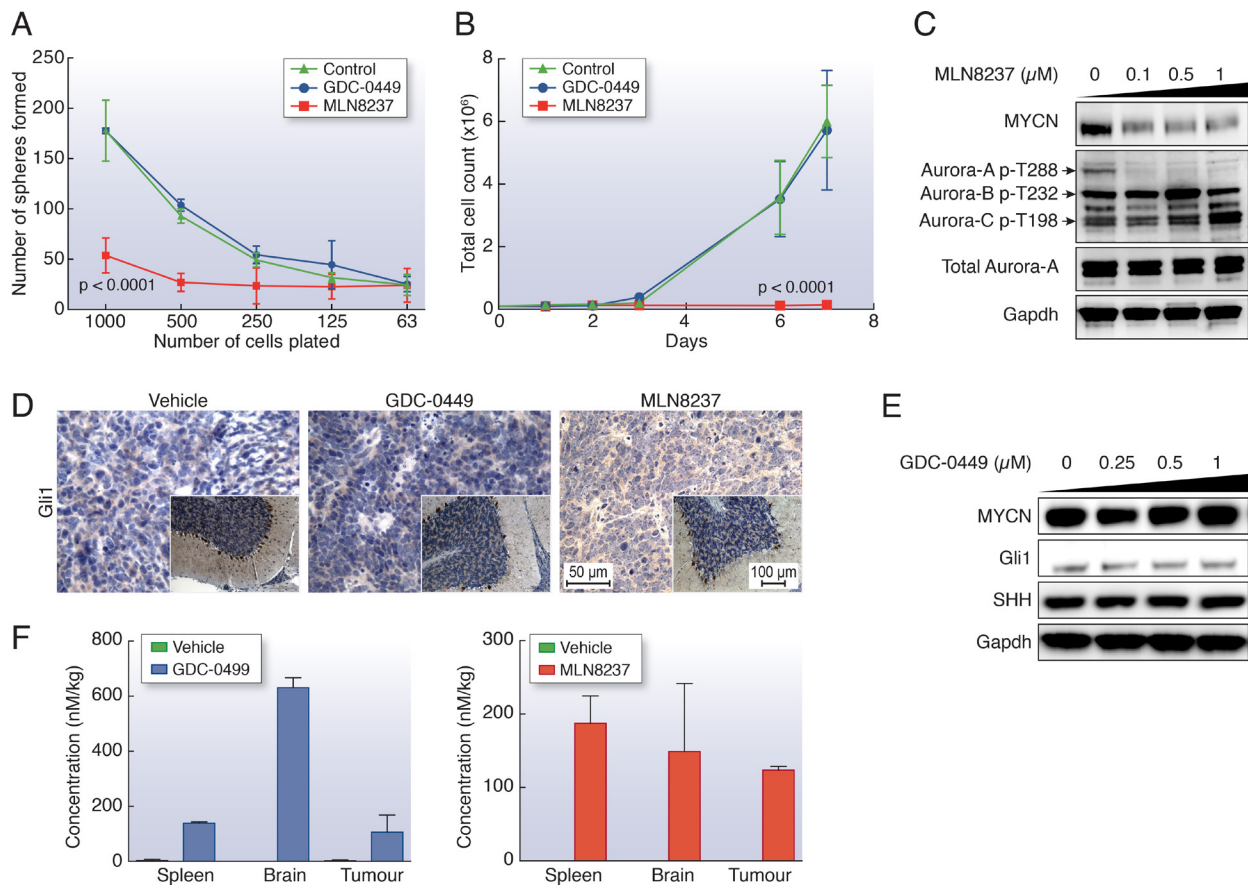 A
250
200
150
100
50
0
Number of spheres formed
Control
GDC-0449
MLN8237
p < 0.0001
1000 500 250 125 63
Number of cells plated
B
8
6
4
2
0
Total cell count (x10⁶)
Control
GDC-0449
MLN8237
p < 0.0001
0 2 4 6 8
Days
C
MLN8237 (µM) 0 0.1 0.5 1
MYCN
Aurora-A p-T288
Aurora-B p-T232
Aurora-C p-T198
Total Aurora-A
Gapdh
D
Vehicle GDC-0449 MLN8237
Gli1
50 µm
100 µm
E
GDC-0449 (µM) 0 0.25 0.5 1
MYCN
Gli1
SHH
Gapdh
F
800
600
400
200
0
Concentration (nM/kg)
Vehicle
GDC-0499
Spleen Brain Tumour
300
200
100
0
Concentration (nM/kg)
Vehicle
MLN8237
Spleen Brain Tumour